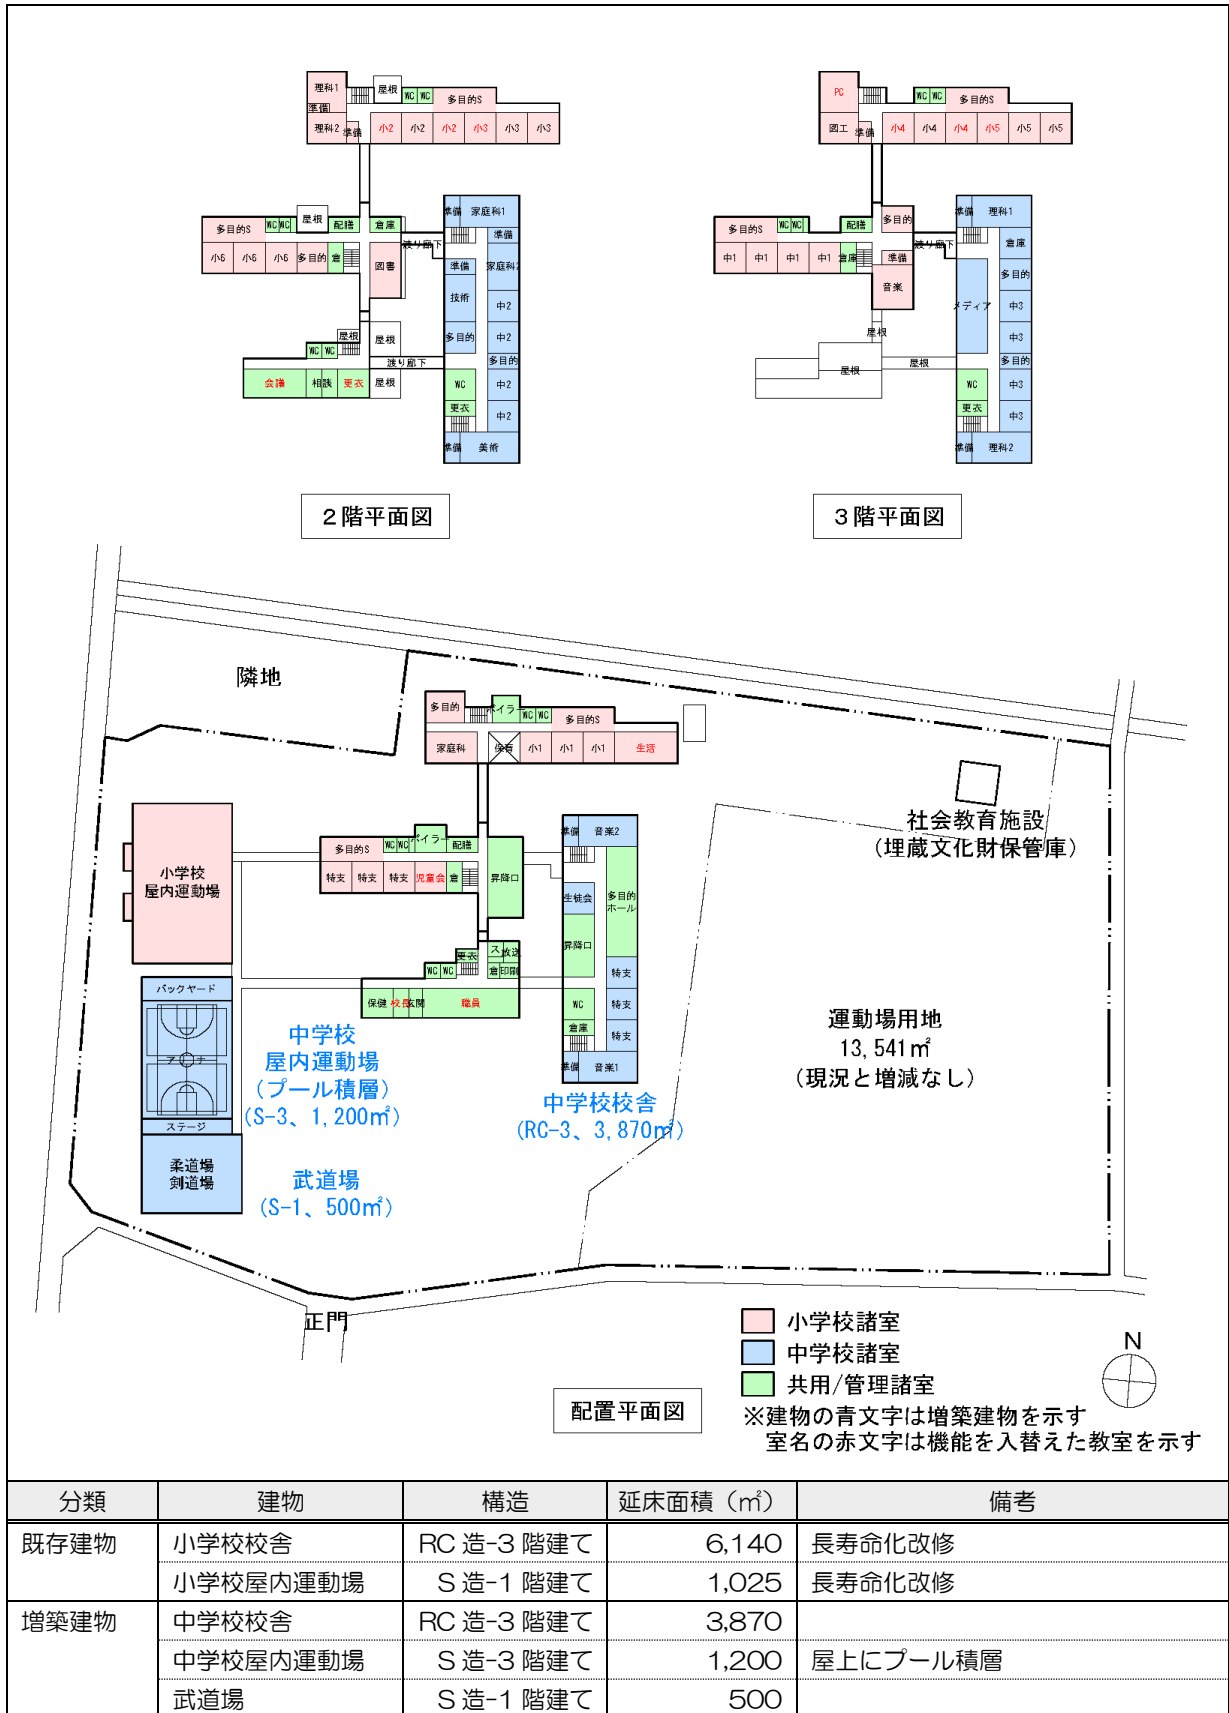 理科1
屋根
WC WC
多目的S
準備
理科2 準備 小2 小2 小2 小3 小3 小3
多目的S WC WC 屋根 配膳 倉庫
小6 小6 小6 多目的 倉 図書
渡り廊下
準備 家庭科1
準備
準備 家庭科2
技術 中2
多目的 中2
多目的
WC 中2
更衣 中2
準備 美術
屋根 屋根
WC WC
渡り廊下
会議 相談 更衣 屋根
2階平面図
PC
WC WC 多目的S
図工 準備 小4 小4 小4 小5 小5 小5
多目的S WC WC 配膳 多目的
中1 中1 中1 中1 倉庫 準備
音楽
渡り廊下
準備 理科1
倉庫
多目的
メディア 中3
中3
多目的
WC 中3
更衣 中3
準備 理科2
屋根
屋根
屋根
3階平面図
隣地
多目的 ボイラー WC WC 多目的S
家庭科 保育 小1 小1 小1 生活
社会教育施設
(埋蔵文化財保管庫)
小学校
屋内運動場
多目的S WC WC ボイラー 配膳
特支 特支 特支 児童会 倉 昇降口
準備 音楽2
生徒会 多目的
ホール
昇降口
特支
WC 特支
倉庫 特支
準備 音楽1
更衣 ス 放送
WC WC 倉 印刷
保健 校長 玄関 職員
バックヤード
アリーナ
ステージ
柔道場
剣道場
中学校
屋内運動場
(プール積層)
(S-3、1,200㎡)
武道場
(S-1、500㎡)
中学校校舎
(RC-3、3,870㎡)
運動場用地
13,541㎡
(現況と増減なし)
正門
小学校諸室
中学校諸室
共用/管理諸室
※建物の青文字は増築建物を示す
室名の赤文字は機能を入替えた教室を示す
N
配置平面図
分類 建物 構造 延床面積(㎡) 備考
既存建物 小学校校舎 RC造-3階建て 6,140 長寿命化改修
小学校屋内運動場 S造-1階建て 1,025 長寿命化改修
増築建物 中学校校舎 RC造-3階建て 3,870
中学校屋内運動場 S造-3階建て 1,200 屋上にプール積層
武道場 S造-1階建て 500